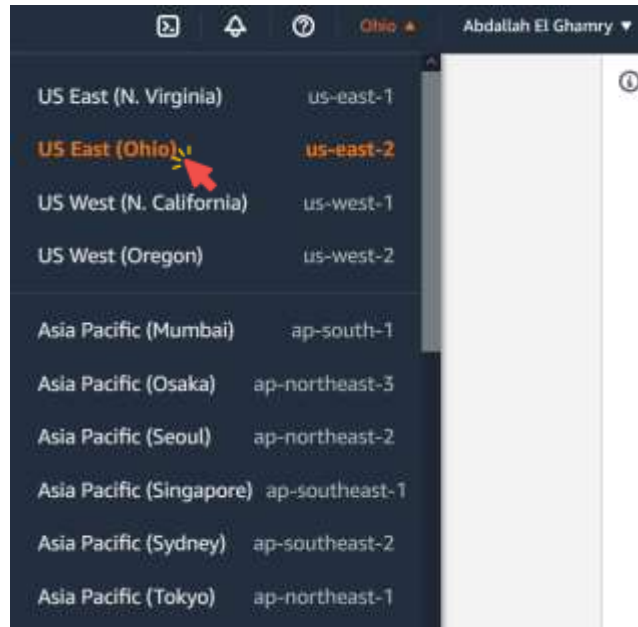 Ohio ▲ Abdallah El Ghamry ▼
US East (N. Virginia) us-east-1
US East (Ohio) us-east-2
US West (N. California) us-west-1
US West (Oregon) us-west-2
Asia Pacific (Mumbai) ap-south-1
Asia Pacific (Osaka) ap-northeast-3
Asia Pacific (Seoul) ap-northeast-2
Asia Pacific (Singapore) ap-southeast-1
Asia Pacific (Sydney) ap-southeast-2
Asia Pacific (Tokyo) ap-northeast-1